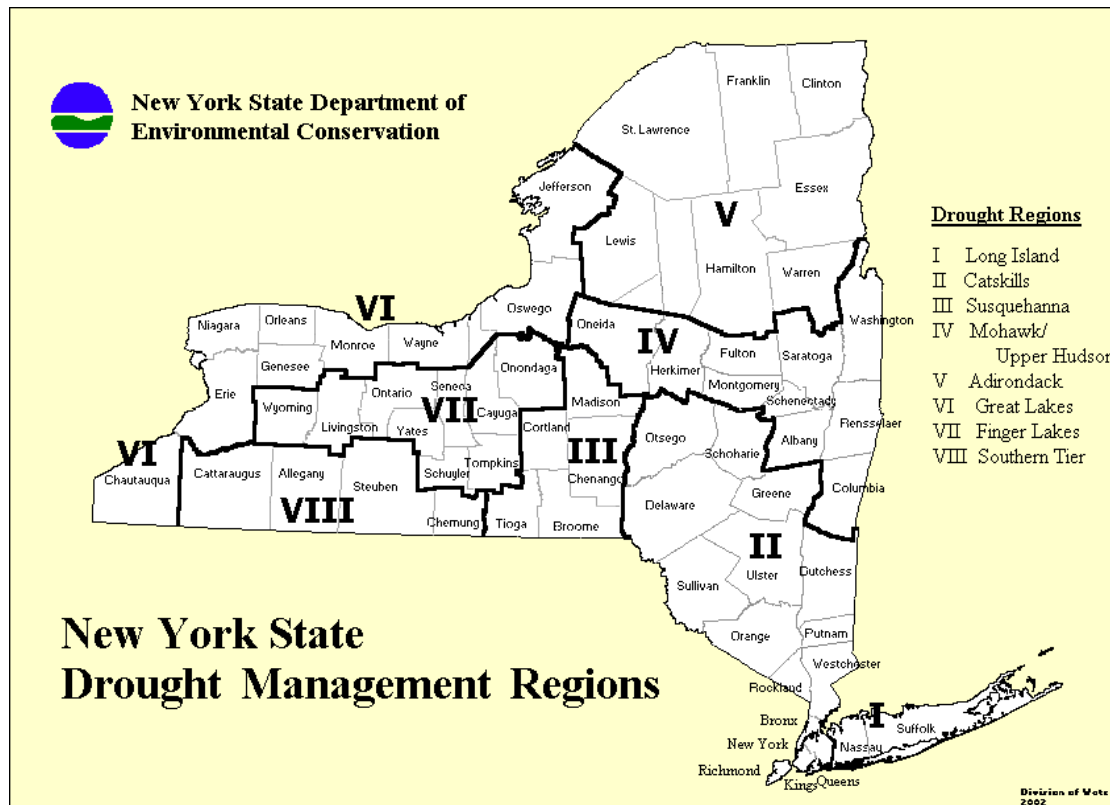 New York State Department of
Environmental Conservation
Franklin
Clinton
St. Lawrence
Jefferson
Essex
V
Lewis
Hamilton
Warren
Drought Regions
I Long Island
II Catskills
III Susquehanna
IV Mohawk/
Upper Hudson
V Adirondack
VI Great Lakes
VII Finger Lakes
VIII Southern Tier
VI
Oswego
Oneida
IV
Washington
Niagara
Orleans
Monroe
Wayne
Fulton
Saratoga
Genesee
Herkimer
Onondaga
Montgomery
Erie
Wyoming
Ontario
Seneca
VII
Cayuga
Madison
Schenectady
Livingston
Yates
Cortland
III
Otsego
Albany
Rensselaer
VI
Chautauqua
Cattaraugus
Allegany
Steuben
Schuyler
Tompkins
Chenango
Schoharie
Greene
Columbia
VIII
Chemung
Tioga
Broome
Delaware
II
Sullivan
Ulster
Dutchess
New York State
Drought Management Regions
Orange
Putnam
Westchester
Rockland
Bronx
I
Suffolk
New York
Nassau
Richmond
Kings
Queens
Division of Wate
2002